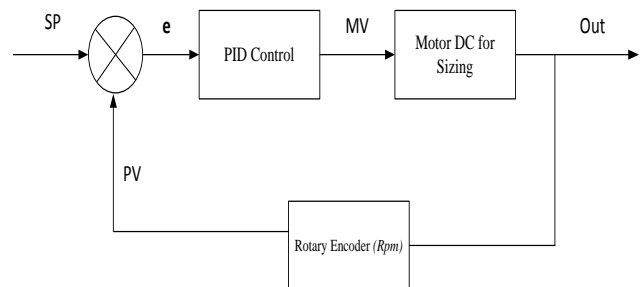 SP
e
PID Control
MV
Motor DC for
Sizing
Out
PV
Rotary Encoder (Rpm)